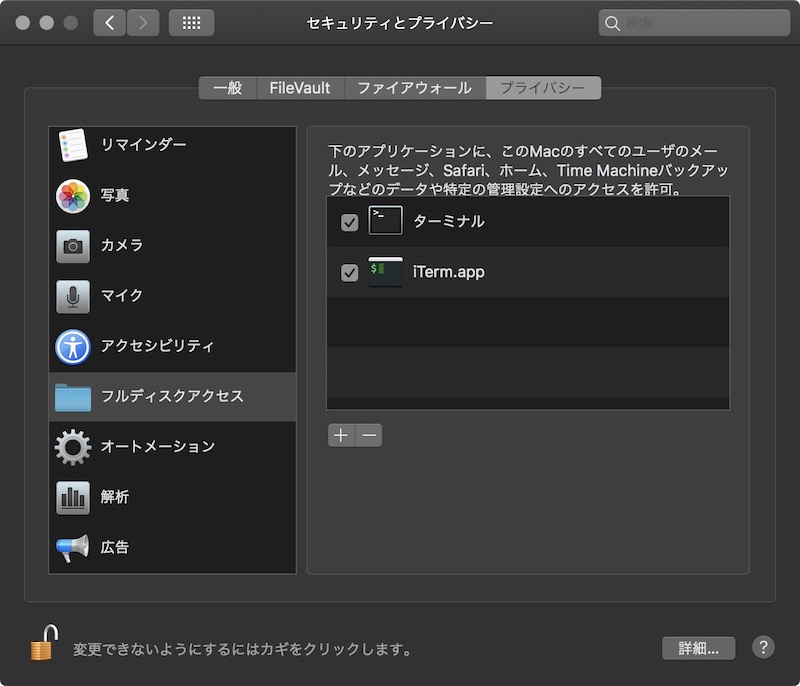 セキュリティとプライバシー
検索
一般
FileVault
ファイアウォール
プライバシー
リマインダー
写真
カメラ
マイク
アクセシビリティ
フルディスクアクセス
オートメーション
解析
広告
下のアプリケーションに、このMacのすべてのユーザのメー
ル、メッセージ、Safari、ホーム、Time Machineバックアッ
プなどのデータや特定の管理設定へのアクセスを許可。
>_
ターミナル
$
iTerm.app
+
−
変更できないようにするにはカギをクリックします。
詳細...
?